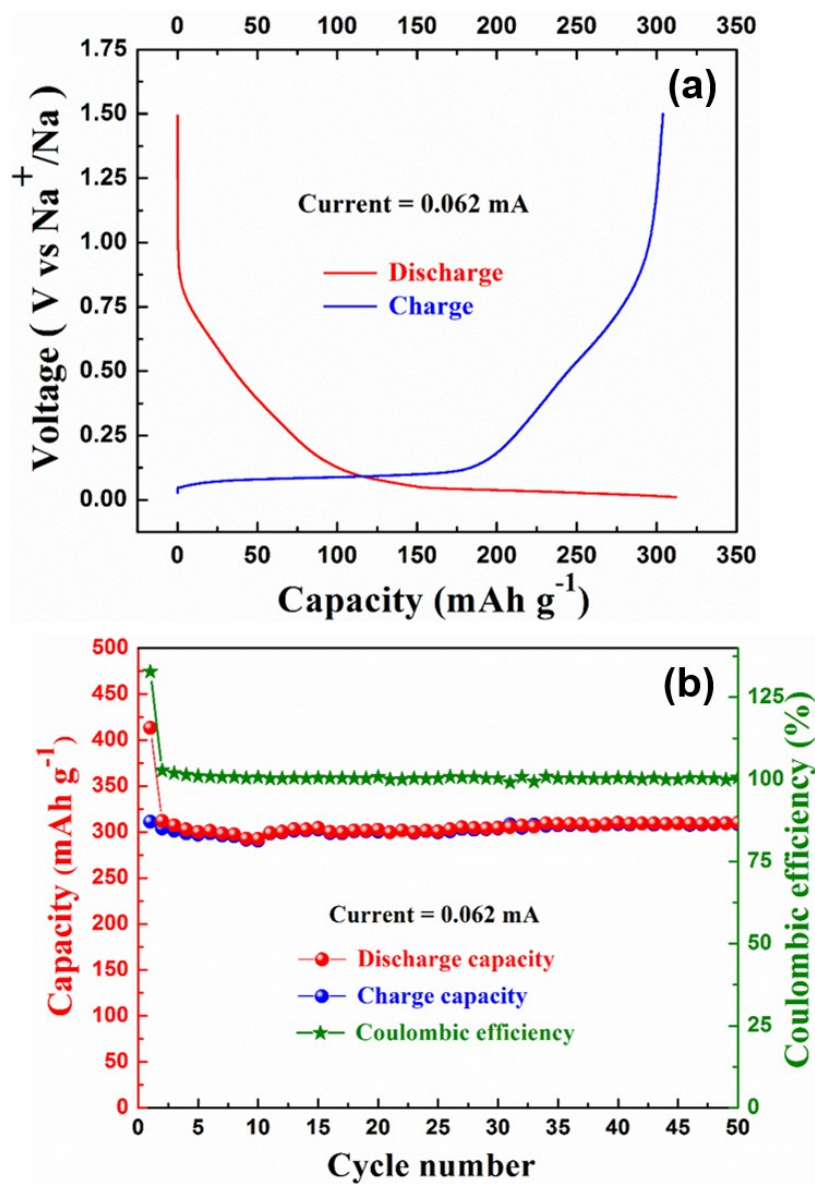 0 50 100 150 200 250 300 350
(a)
1.75
1.50
1.25
1.00
0.75
0.50
0.25
0.00
Voltage ( V vs Na⁺/Na )
Current = 0.062 mA
Discharge
Charge
0 50 100 150 200 250 300 350
Capacity (mAh g⁻¹)
(b)
500
450
400
350
300
250
200
150
100
50
0
Capacity (mAh g⁻¹)
125
100
75
50
25
0
Coulombic efficiency (%)
Current = 0.062 mA
Discharge capacity
Charge capacity
Coulombic efficiency
0 5 10 15 20 25 30 35 40 45 50
Cycle number